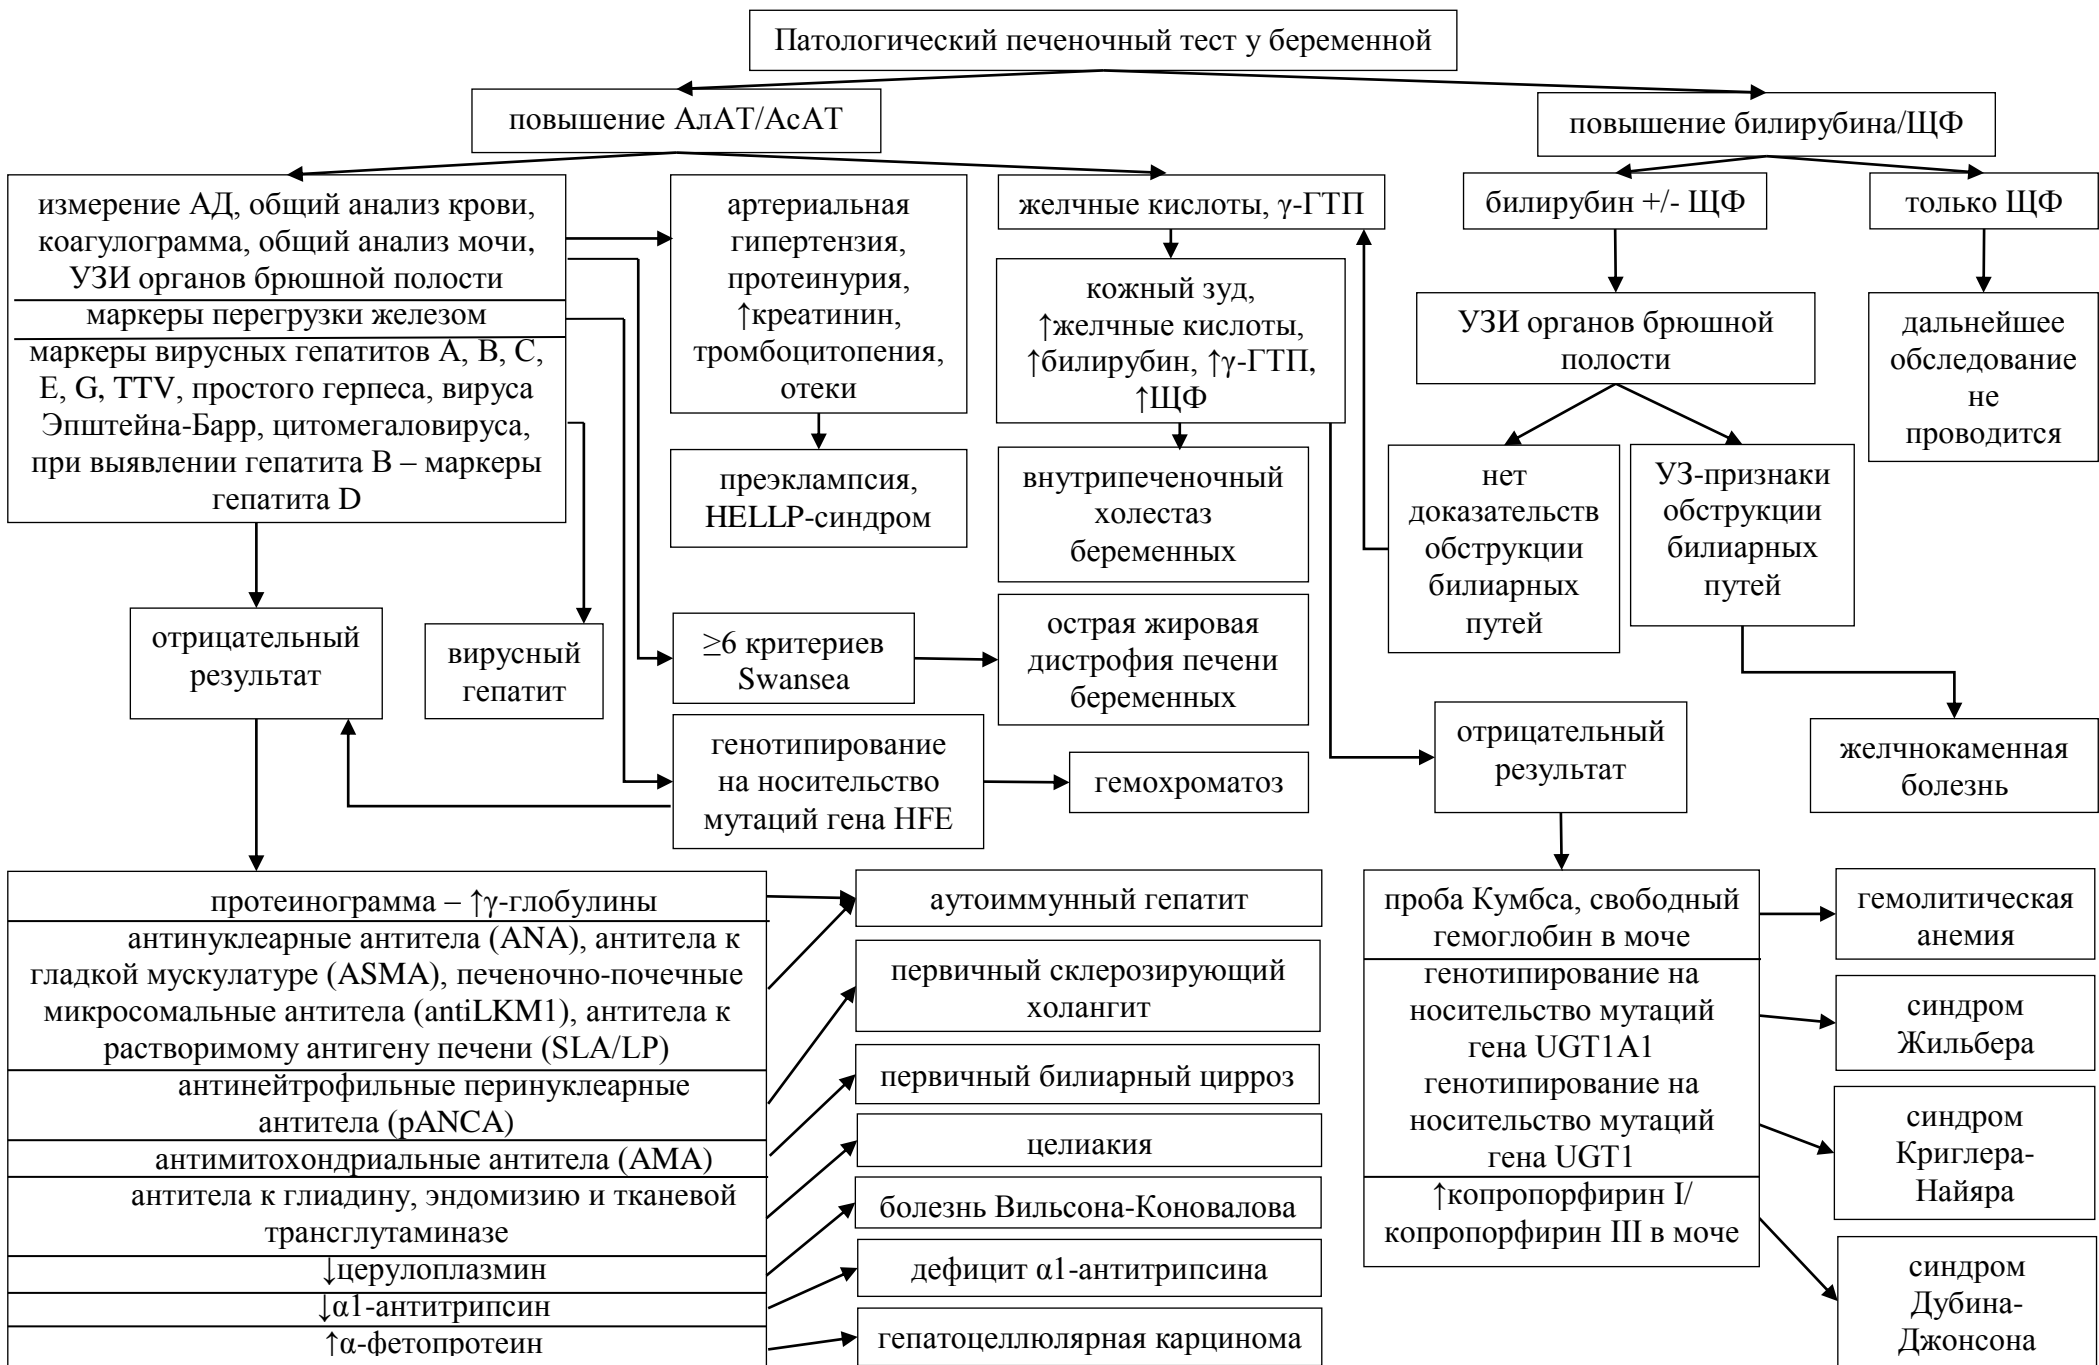 Патологический печеночный тест у беременной
повышение АлАТ/АсАТ
повышение билирубина/ЩФ
измерение АД, общий анализ крови,
коагулограмма, общий анализ мочи,
УЗИ органов брюшной полости
маркеры перегрузки железом
маркеры вирусных гепатитов А, В, С,
Е, G, TTV, простого герпеса, вируса
Эпштейна-Барр, цитомегаловируса,
при выявлении гепатита В – маркеры
гепатита D
артериальная
гипертензия,
протеинурия,
↑креатинин,
тромбоцитопения,
отеки
желчные кислоты, γ-ГТП
кожный зуд,
↑желчные кислоты,
↑билирубин, ↑γ-ГТП,
↑ЩФ
билирубин +/- ЩФ
только ЩФ
УЗИ органов брюшной
полости
дальнейшее
обследование
не
проводится
преэклампсия,
HELLP-синдром
внутрипеченочный
холестаз
беременных
нет
доказательств
обструкции
билиарных
путей
УЗ-признаки
обструкции
билиарных
путей
отрицательный
результат
вирусный
гепатит
≥6 критериев
Swansea
острая жировая
дистрофия печени
беременных
генотипирование
на носительство
мутаций гена HFE
гемохроматоз
отрицательный
результат
желчнокаменная
болезнь
протеинограмма – ↑γ-глобулины
антинуклеарные антитела (ANA), антитела к
гладкой мускулатуре (ASMA), печеночно-почечные
микросомальные антитела (antiLKM1), антитела к
растворимому антигену печени (SLA/LP)
антинейтрофильные перинуклеарные
антитела (pANCA)
антимитохондриальные антитела (AMA)
антитела к глиадину, эндомизию и тканевой
трансглутаминазе
↓церулоплазмин
↓α1-антитрипсин
↑α-фетопротеин
аутоиммунный гепатит
первичный склерозирующий
холангит
первичный билиарный цирроз
целиакия
болезнь Вильсона-Коновалова
дефицит α1-антитрипсина
гепатоцеллюлярная карцинома
проба Кумбса, свободный
гемоглобин в моче
генотипирование на
носительство мутаций
гена UGT1A1
генотипирование на
носительство мутаций
гена UGT1
↑копропорфирин I/
копропорфирин III в моче
гемолитическая
анемия
синдром
Жильбера
синдром
Криглера-
Найяра
синдром
Дубина-
Джонсона